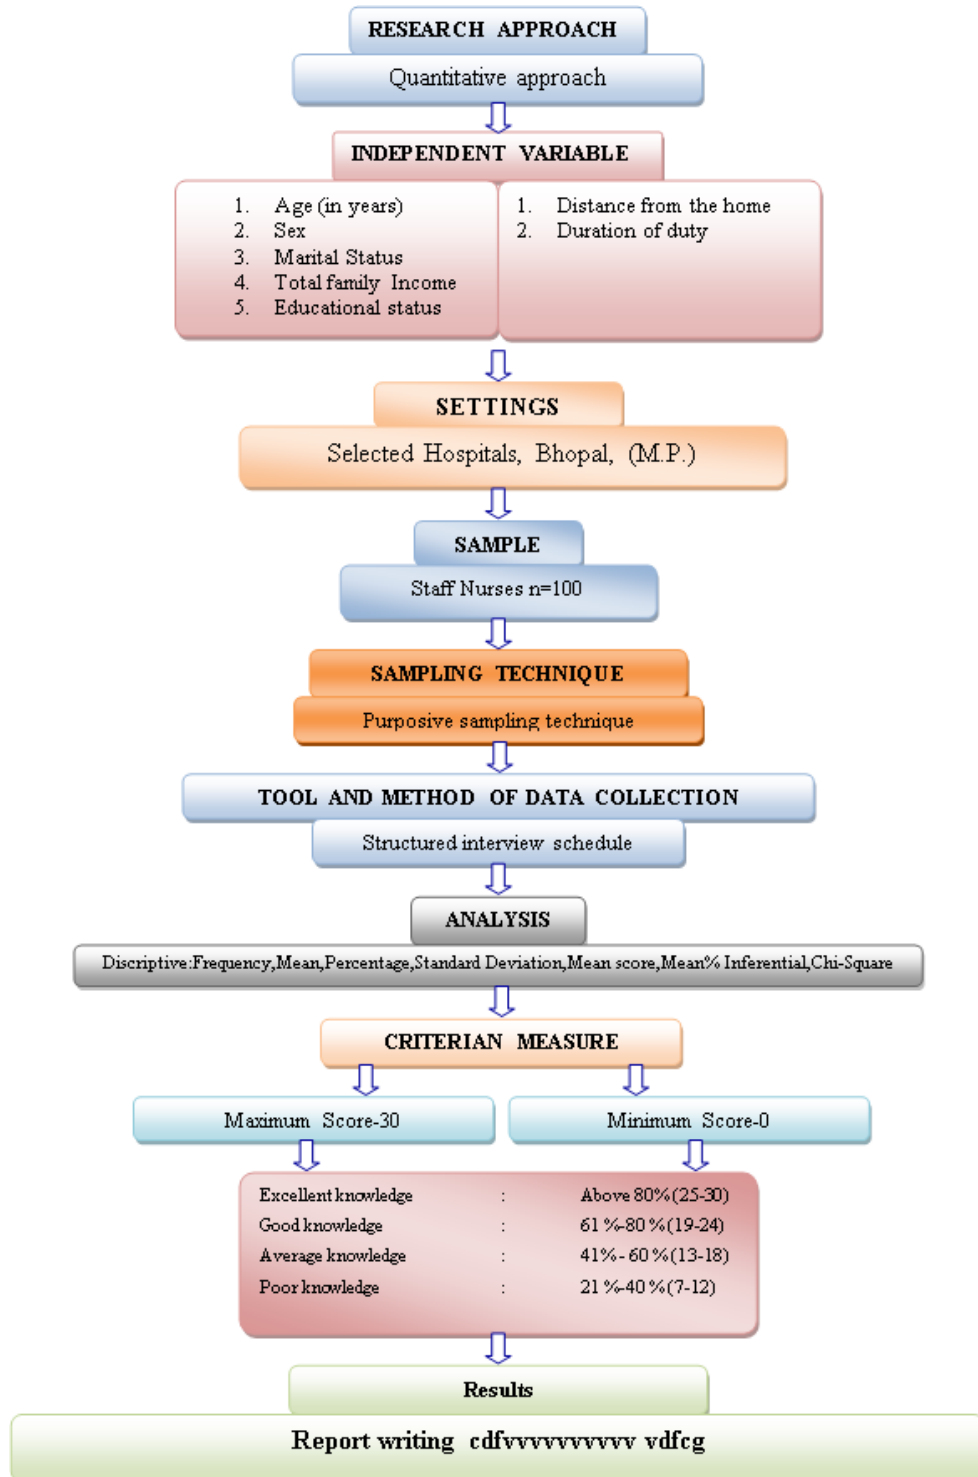 RESEARCH APPROACH
Quantitative approach
INDEPENDENT VARIABLE
1. Age (in years)
2. Sex
3. Marital Status
4. Total family Income
5. Educational status
1. Distance from the home
2. Duration of duty
SETTINGS
Selected Hospitals, Bhopal, (M.P.)
SAMPLE
Staff Nurses n=100
SAMPLING TECHNIQUE
Purposive sampling technique
TOOL AND METHOD OF DATA COLLECTION
Structured interview schedule
ANALYSIS
Discriptive:Frequency,Mean,Percentage,Standard Deviation,Mean score,Mean% Inferential,Chi-Square
CRITERIAN MEASURE
Maximum Score-30
Minimum Score-0
Excellent knowledge : Above 80% (25-30)
Good knowledge : 61 %-80 % (19-24)
Average knowledge : 41% - 60 % (13-18)
Poor knowledge : 21 %-40 % (7-12)
Results
Report writing cdfvvvvvvvvvv vdfcg